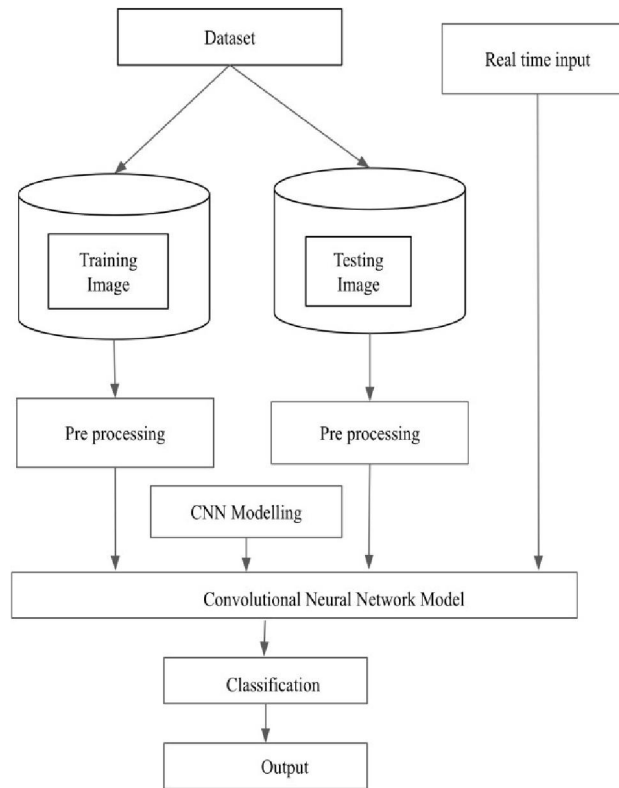 Dataset
Real time input
Training
Image
Testing
Image
Pre processing
Pre processing
CNN Modelling
Convolutional Neural Network Model
Classification
Output